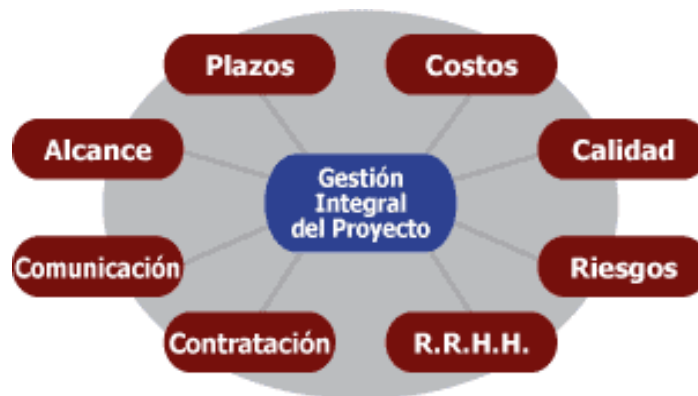 Plazos
Costos
Alcance
Calidad
Gestión
Integral
del Proyecto
Comunicación
Riesgos
Contratación
R.R.H.H.